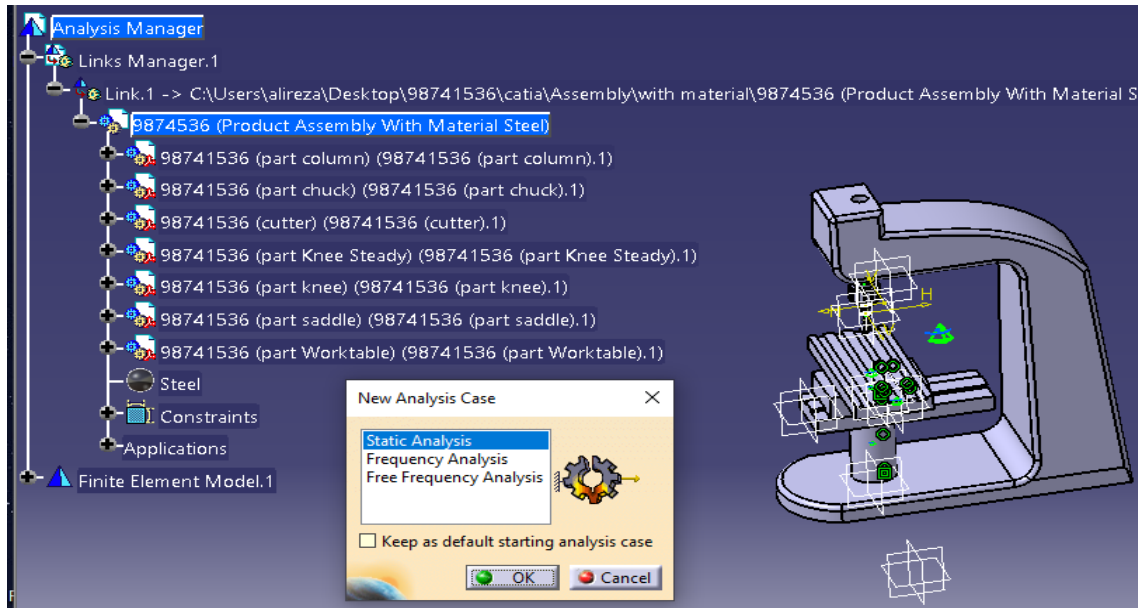 Analysis Manager
Links Manager.1
Link.1 -> C:\Users\alireza\Desktop\98741536\catia\Assembly\with material\9874536 (Product Assembly With Material S
9874536 (Product Assembly With Material Steel)
98741536 (part column) (98741536 (part column).1)
98741536 (part chuck) (98741536 (part chuck).1)
98741536 (cutter) (98741536 (cutter).1)
98741536 (part Knee Steady) (98741536 (part Knee Steady).1)
98741536 (part knee) (98741536 (part knee).1)
98741536 (part saddle) (98741536 (part saddle).1)
98741536 (part Worktable) (98741536 (part Worktable).1)
Steel
Constraints
Applications
Finite Element Model.1
New Analysis Case
Static Analysis
Frequency Analysis
Free Frequency Analysis
Keep as default starting analysis case
OK Cancel
H